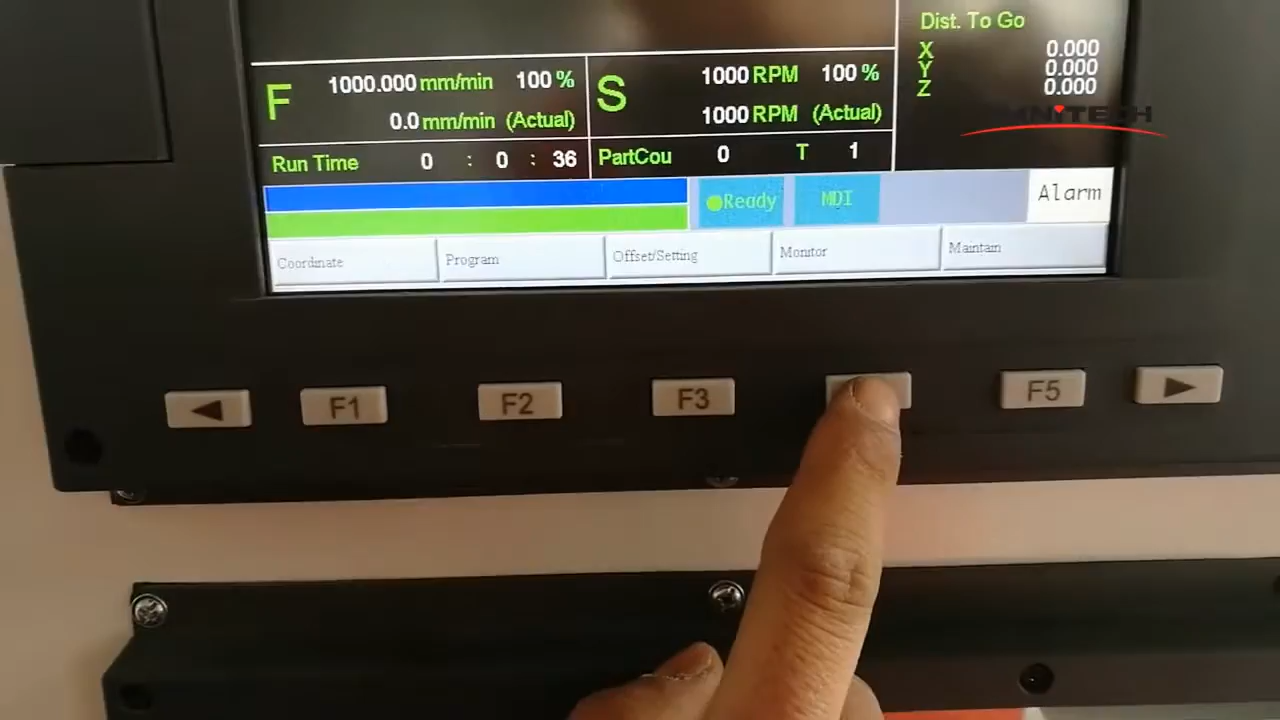 Dist. To Go
X 0.000
Y 0.000
Z 0.000
F 1000.000 mm/min 100 %
0.0 mm/min (Actual)
S 1000 RPM 100 %
1000 RPM (Actual)
Run Time 0 : 0 : 36
PartCou 0 T 1
Ready MDI Alarm
Coordinate Program Offset/Setting Monitor Maintain
F1 F2 F3 F5